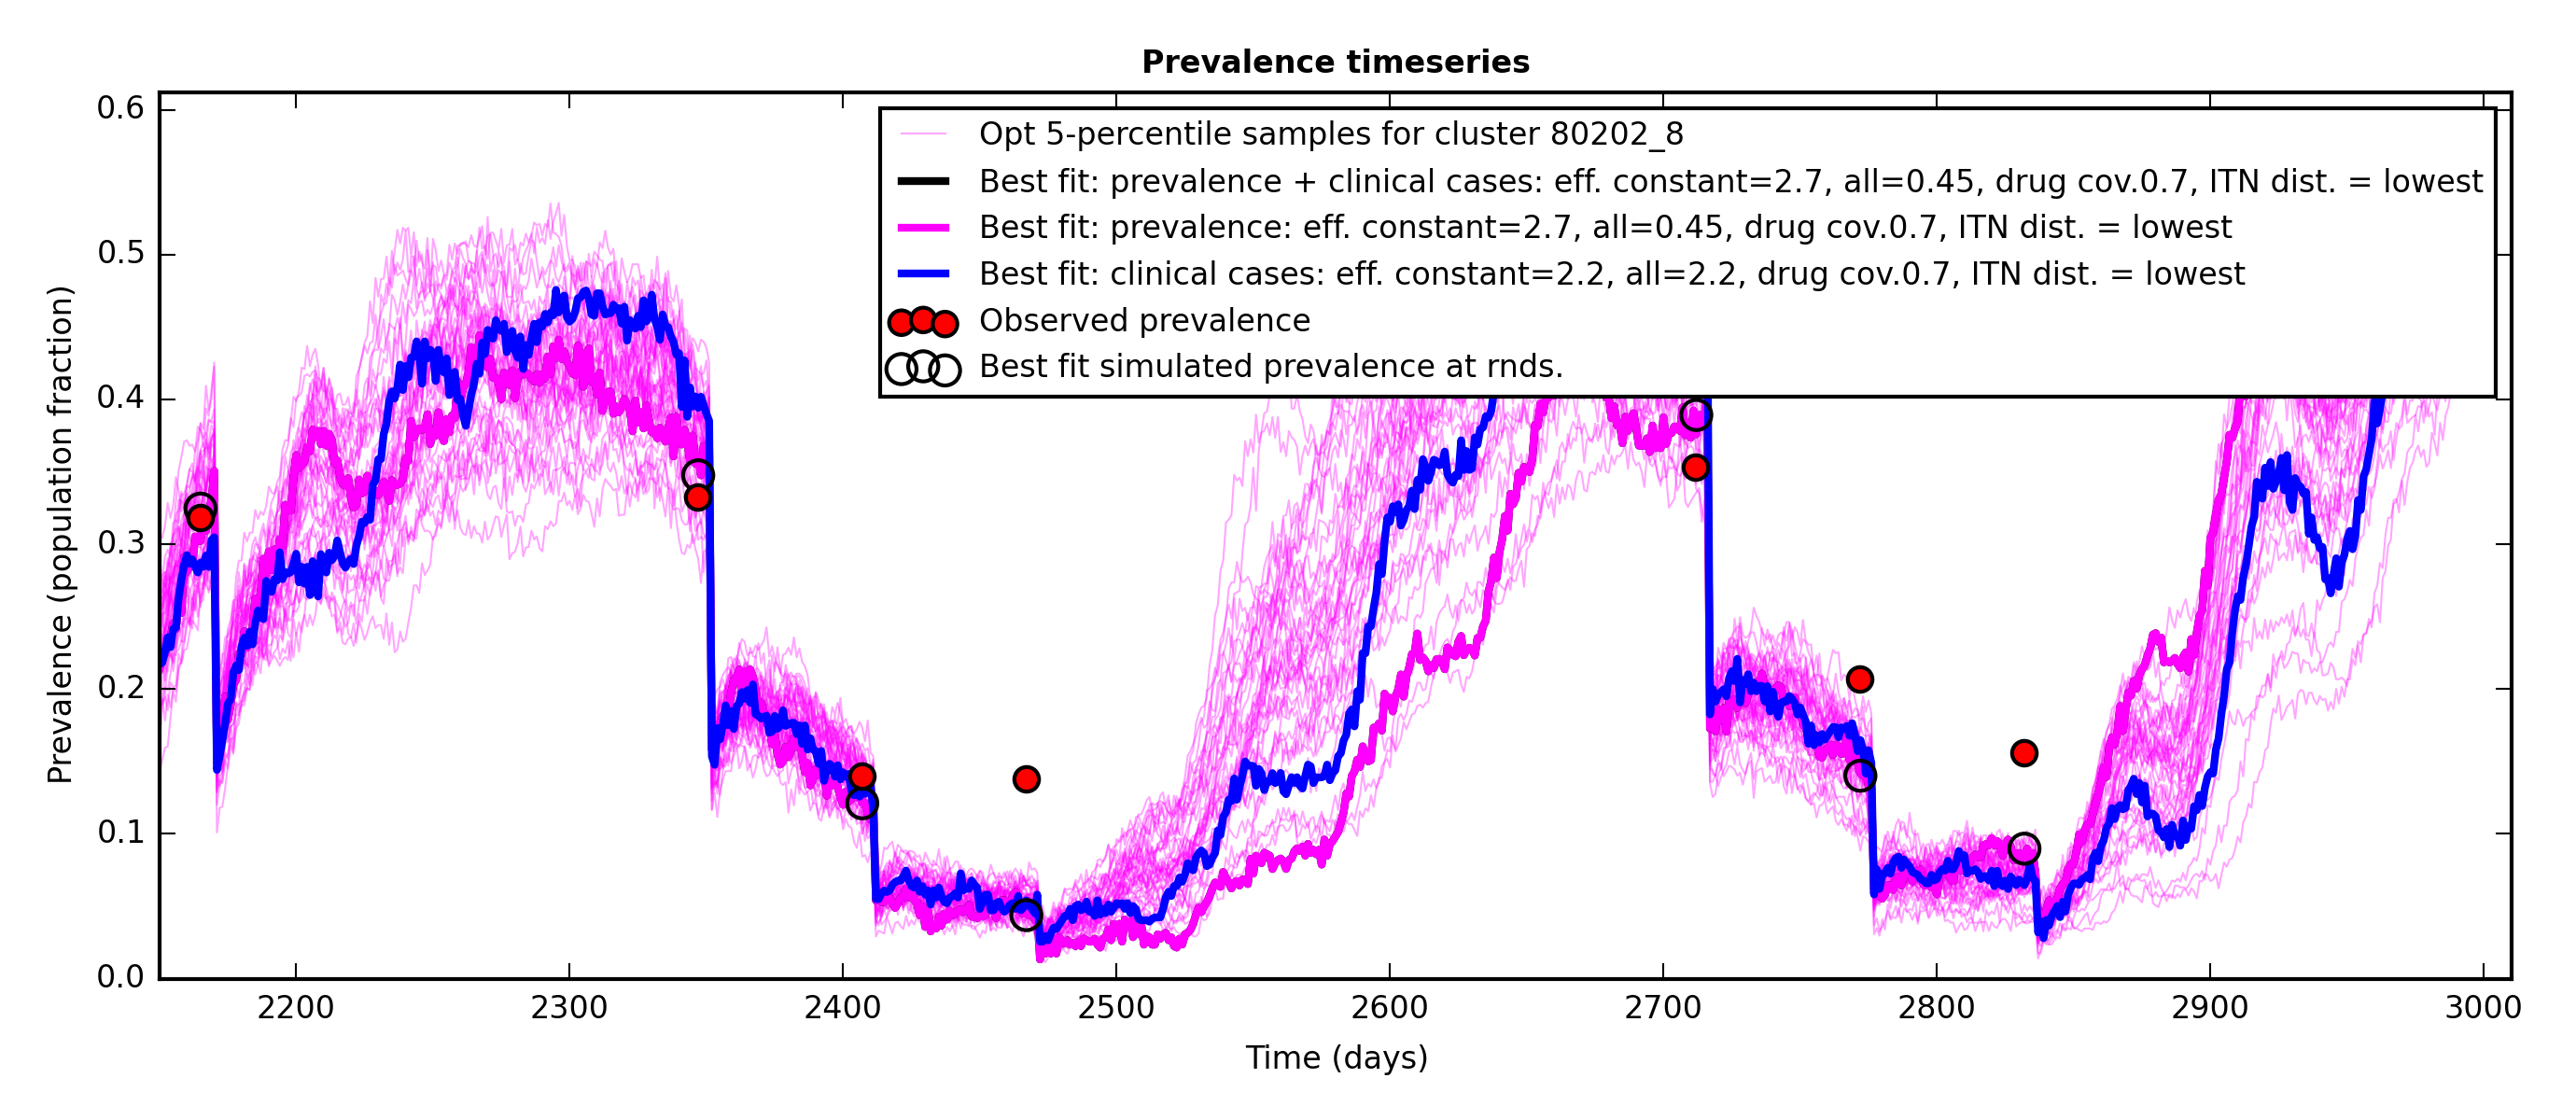 Prevalence timeseries
0.6
0.5
0.4
0.3
0.2
0.1
0.0
Prevalence (population fraction)
Opt 5-percentile samples for cluster 80202_8
Best fit: prevalence + clinical cases: eff. constant=2.7, all=0.45, drug cov.0.7, ITN dist. = lowest
Best fit: prevalence: eff. constant=2.7, all=0.45, drug cov.0.7, ITN dist. = lowest
Best fit: clinical cases: eff. constant=2.2, all=2.2, drug cov.0.7, ITN dist. = lowest
Observed prevalence
Best fit simulated prevalence at rnds.
2200 2300 2400 2500 2600 2700 2800 2900 3000
Time (days)